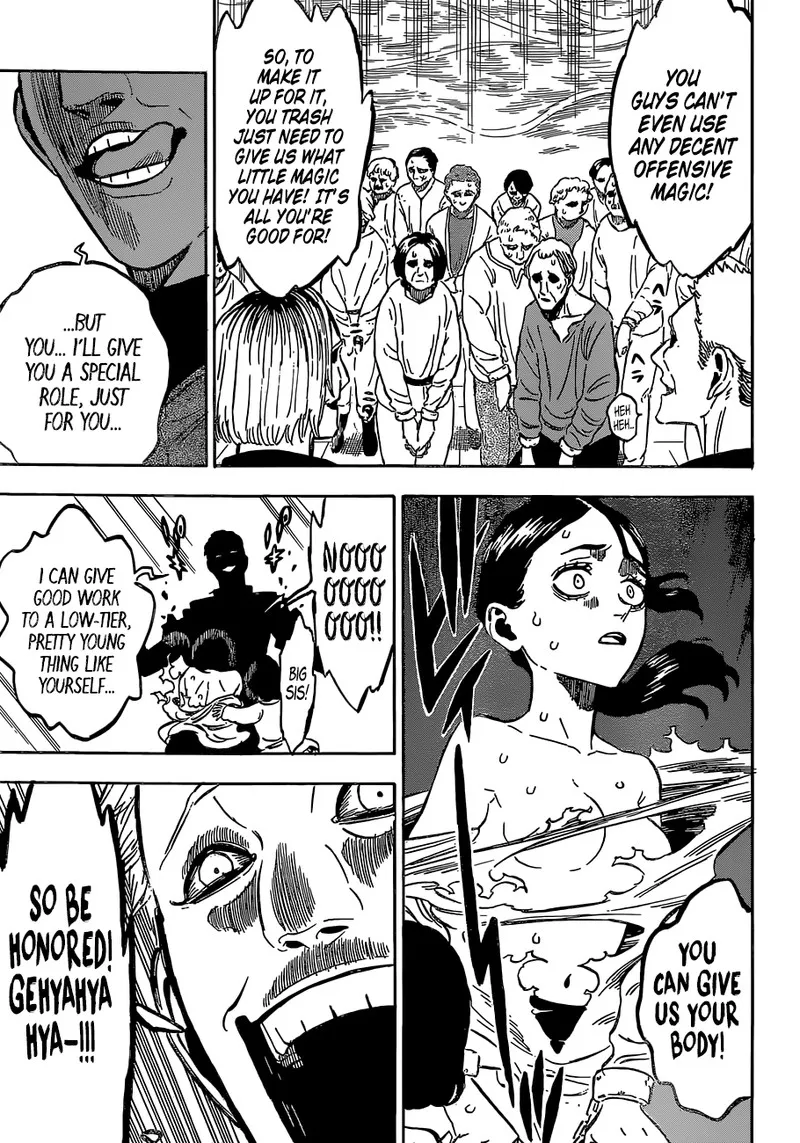 YOU
GUYS CAN'T
EVEN USE
ANY DECENT
OFFENSIVE
MAGIC!
SO, TO
MAKE IT
UP FOR IT,
YOU TRASH
JUST NEED TO
GIVE US WHAT
LITTLE MAGIC
YOU HAVE! IT'S
ALL YOU'RE
GOOD FOR!
HEH
HEH...
...BUT
YOU... I'LL GIVE
YOU A SPECIAL
ROLE, JUST
FOR YOU...
YOU
CAN GIVE
US YOUR
BODY!
NOOO
OOOO
OOO!!
BIG
SIS!
I CAN GIVE
GOOD WORK
TO A LOW-TIER,
PRETTY YOUNG
THING LIKE
YOURSELF...
SO BE
HONORED!
GEHYAHYA
HYA-!!!